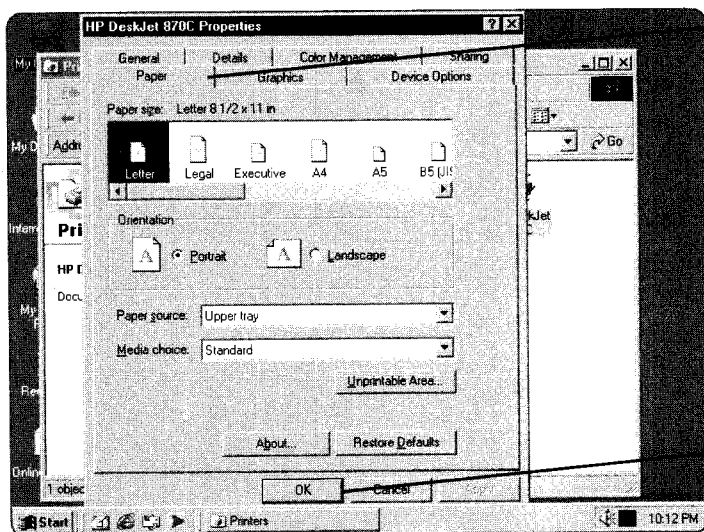 HP DeskJet 870C Properties
General Details Color Management Sharing
Paper Graphics Device Options
Paper size: Letter 8 1/2 x 11 in
Letter Legal Executive A4 A5 B5 (JIS
Orientation
A Portrait A Landscape
Paper source: Upper tray
Media choice: Standard
Unprintable Area...
About... Restore Defaults
OK Cancel
Go
Pri
HP D
Docu
1 objec
Start Printers 10:12 PM